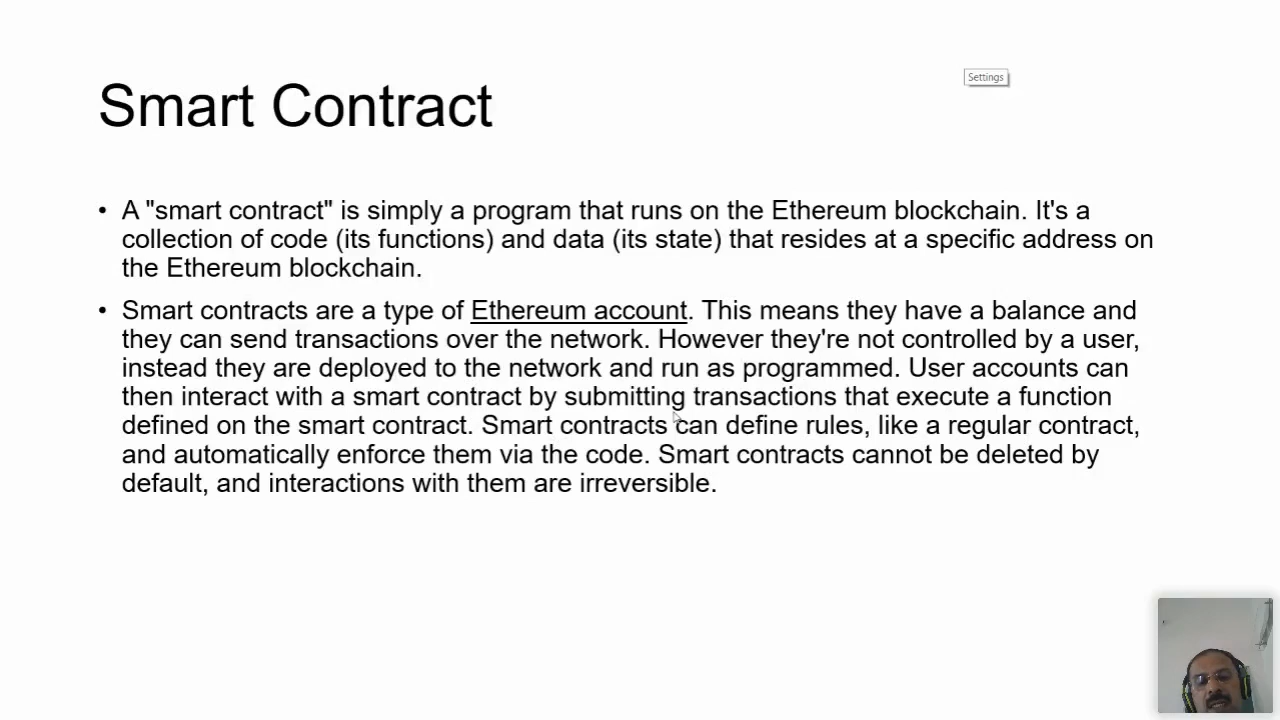 Settings
Smart Contract
• A "smart contract" is simply a program that runs on the Ethereum blockchain. It's a
collection of code (its functions) and data (its state) that resides at a specific address on
the Ethereum blockchain.
• Smart contracts are a type of Ethereum account. This means they have a balance and
they can send transactions over the network. However they're not controlled by a user,
instead they are deployed to the network and run as programmed. User accounts can
then interact with a smart contract by submitting transactions that execute a function
defined on the smart contract. Smart contracts can define rules, like a regular contract,
and automatically enforce them via the code. Smart contracts cannot be deleted by
default, and interactions with them are irreversible.